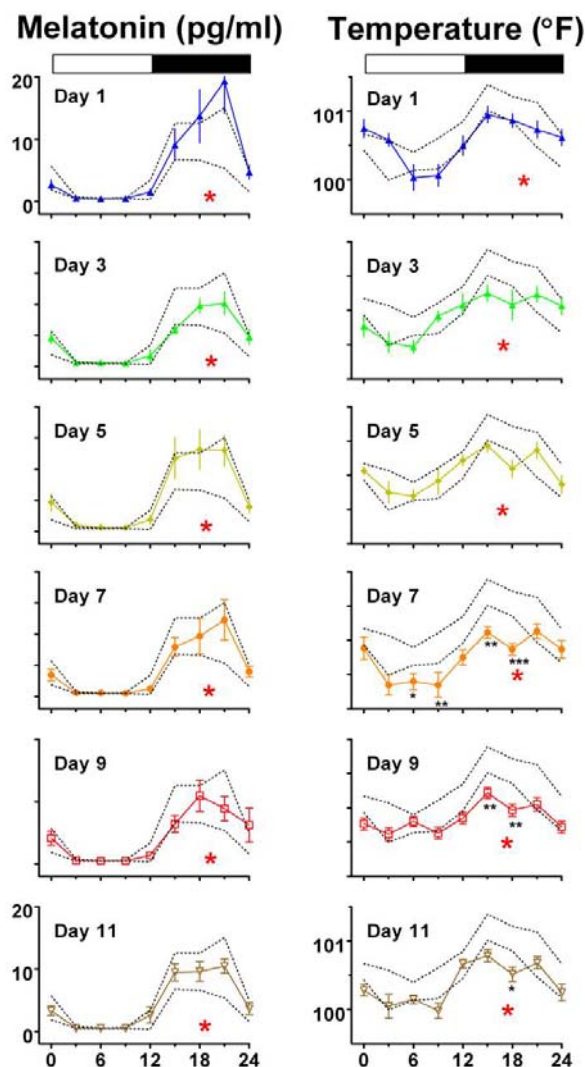 Melatonin (pg/ml) Temperature (°F)
20 Day 1 101 Day 1
10
0 * 100 *
Day 3 Day 3
* *
Day 5 Day 5
* *
Day 7 Day 7
** ***
* * ** *
Day 9 Day 9
** **
* *
20 Day 11 101 Day 11
10
* 100 * *
0
0 6 12 18 24 0 6 12 18 24